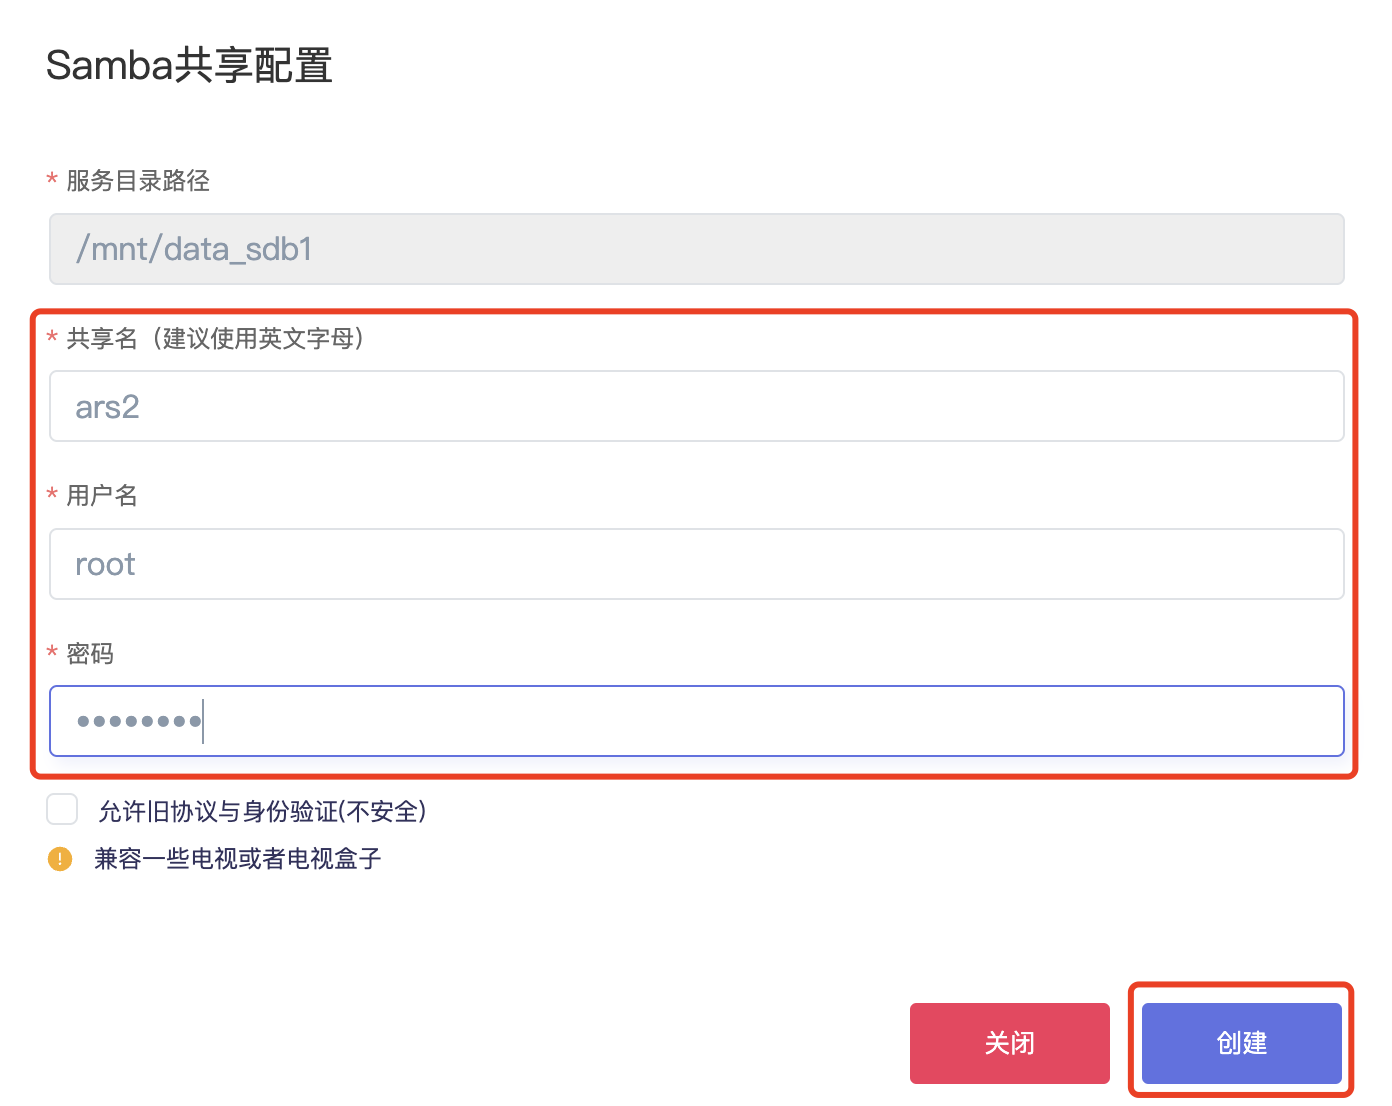 Samba共享配置
* 服务目录路径
/mnt/data_sdb1
* 共享名（建议使用英文字母）
ars2
* 用户名
root
* 密码
••••••••
允许旧协议与身份验证(不安全)
! 兼容一些电视或者电视盒子
关闭 创建